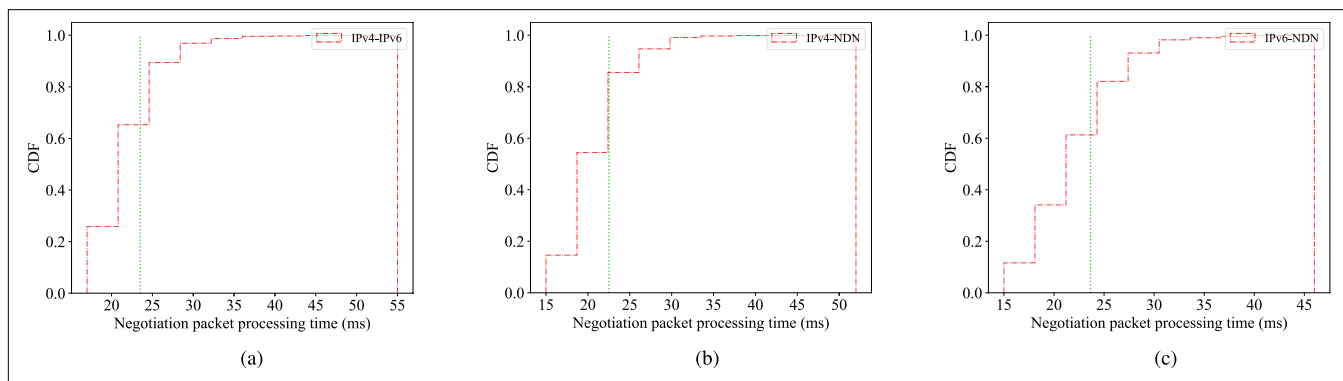 1.0
0.8
0.6
0.4
0.2
0.0
CDF
IPv4-IPv6
20 25 30 35 40 45 50 55
Negotiation packet processing time (ms)
(a)
1.0
0.8
0.6
0.4
0.2
0.0
CDF
IPv4-NDN
15 20 25 30 35 40 45 50
Negotiation packet processing time (ms)
(b)
1.0
0.8
0.6
0.4
0.2
0.0
CDF
IPv6-NDN
15 20 25 30 35 40 45
Negotiation packet processing time (ms)
(c)